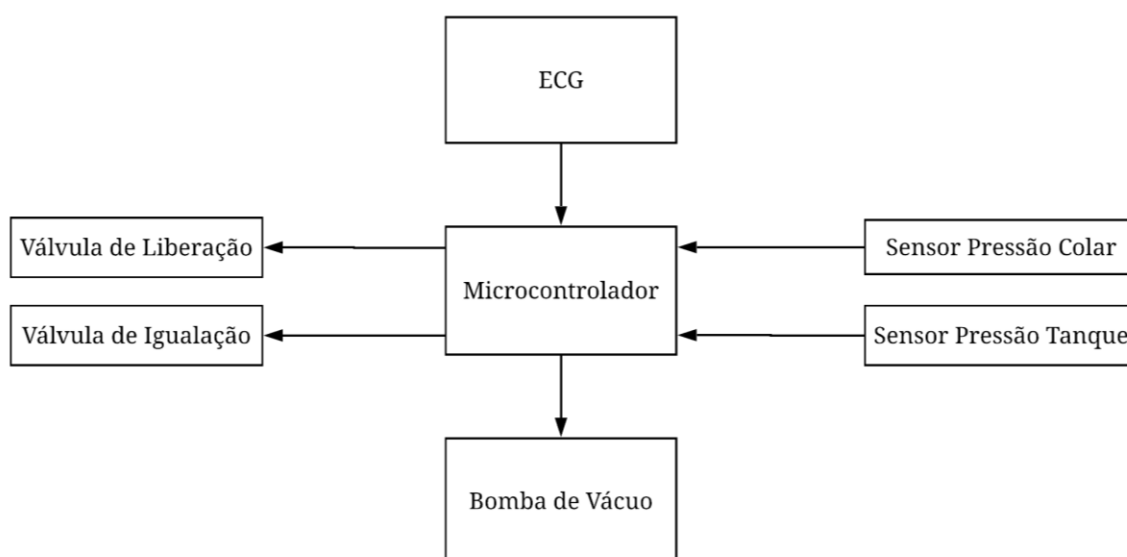 ECG
Válvula de Liberação
Microcontrolador
Sensor Pressão Colar
Válvula de Igualação
Sensor Pressão Tanque
Bomba de Vácuo